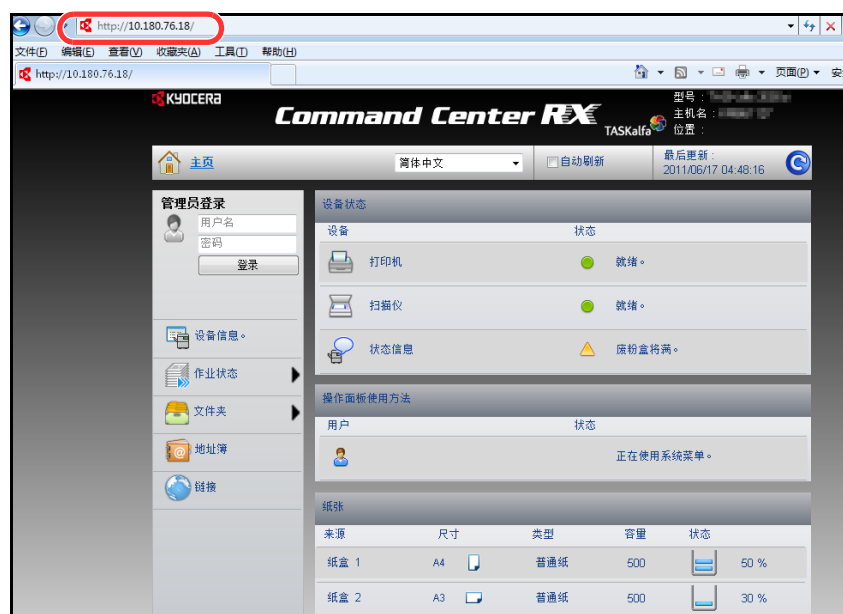 http://10.180.76.18/
文件(F) 编辑(E) 查看(V) 收藏夹(A) 工具(T) 帮助(H)
http://10.180.76.18/ 页面(P) 安
KYOCERA
Command Center RX
TASKalfa
型号 :
主机名 :
位置 :
主页 简体中文 自动刷新 最后更新 :
2011/06/17 04:48:16
管理员登录
用户名
密码
登录
设备信息。
作业状态
文件夹
地址簿
链接
设备状态
设备 状态
打印机 就绪。
扫描仪 就绪。
状态信息 废粉盒将满。
操作面板使用方法
用户 状态
正在使用系统菜单。
纸张
来源 尺寸 类型 容量 状态
纸盒 1 A4 普通纸 500 50 %
纸盒 2 A3 普通纸 500 30 %